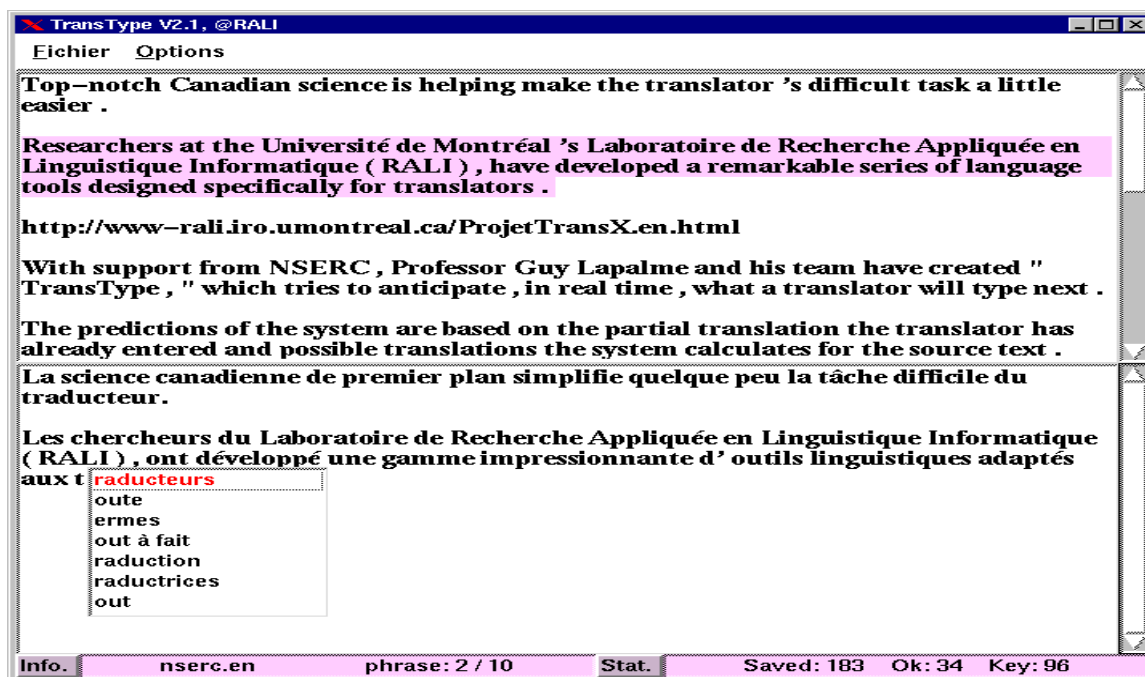 TransType V2.1, @RALI
Fichier Options
Top-notch Canadian science is helping make the translator 's difficult task a little
easier .
Researchers at the Université de Montréal 's Laboratoire de Recherche Appliquée en
Linguistique Informatique ( RALI ) , have developed a remarkable series of language
tools designed specifically for translators .
http://www-rali.iro.umontreal.ca/ProjetTransX.en.html
With support from NSERC , Professor Guy Lapalme and his team have created "
TransType , " which tries to anticipate , in real time , what a translator will type next .
The predictions of the system are based on the partial translation the translator has
already entered and possible translations the system calculates for the source text .
La science canadienne de premier plan simplifie quelque peu la tâche difficile du
traducteur.
Les chercheurs du Laboratoire de Recherche Appliquée en Linguistique Informatique
( RALI ) , ont développé une gamme impressionnante d' outils linguistiques adaptés
aux t raducteurs
oute
ermes
out à fait
raduction
raductrices
out
Info. nserc.en phrase: 2 / 10 Stat. Saved: 183 Ok: 34 Key: 96